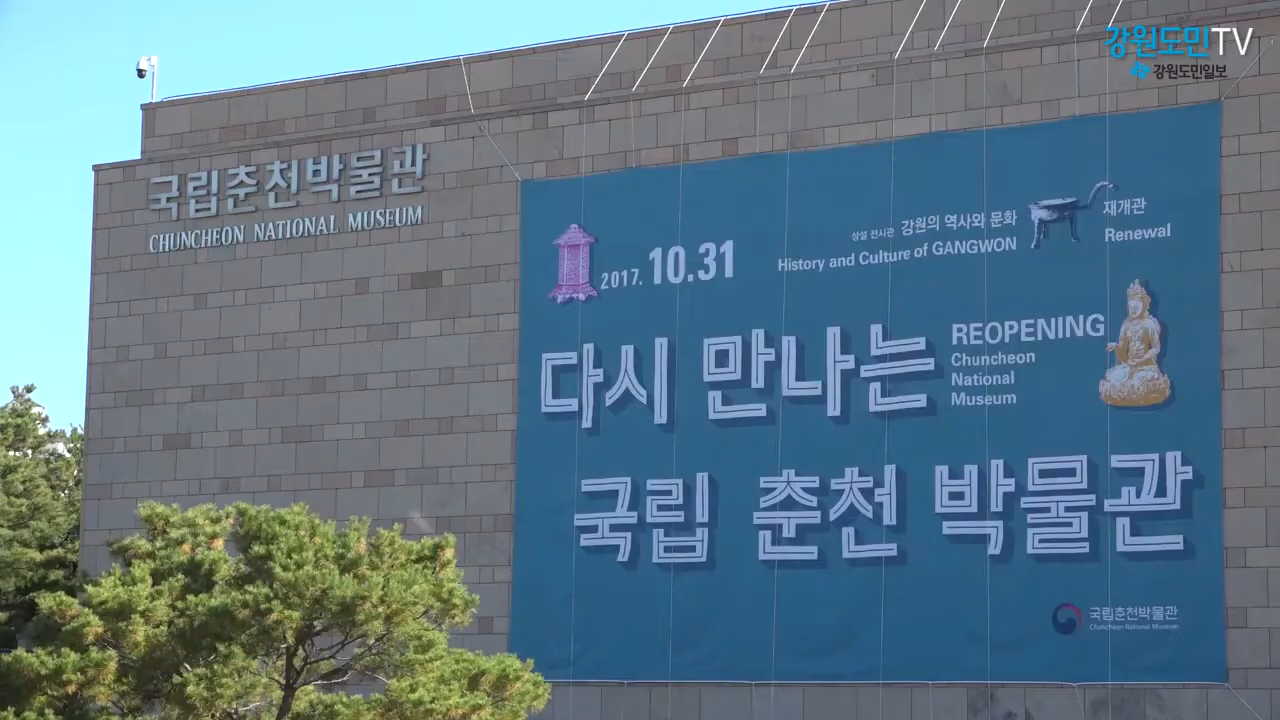 강원도민TV
강원도민일보
국립춘천박물관
CHUNCHEON NATIONAL MUSEUM
2017. 10.31
상설 전시관 강원의 역사와 문화
History and Culture of GANGWON
재개관
Renewal
다시 만나는
REOPENING
Chuncheon
National
Museum
국립 춘천 박물관
국립춘천박물관
Chuncheon National Museum